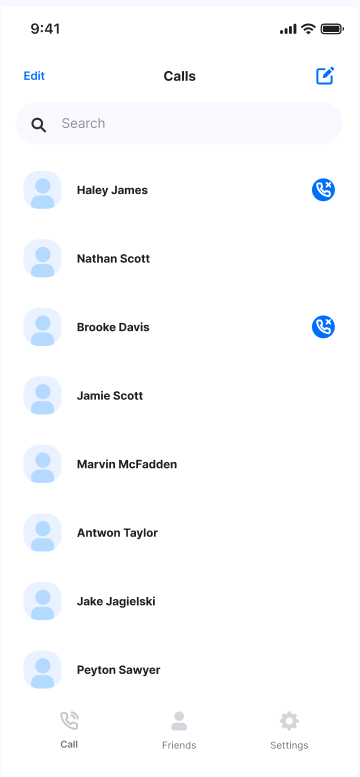 9:41
Edit
Calls
Search
Haley James
Nathan Scott
Brooke Davis
Jamie Scott
Marvin McFadden
Antwon Taylor
Jake Jagielski
Peyton Sawyer
Call
Friends
Settings